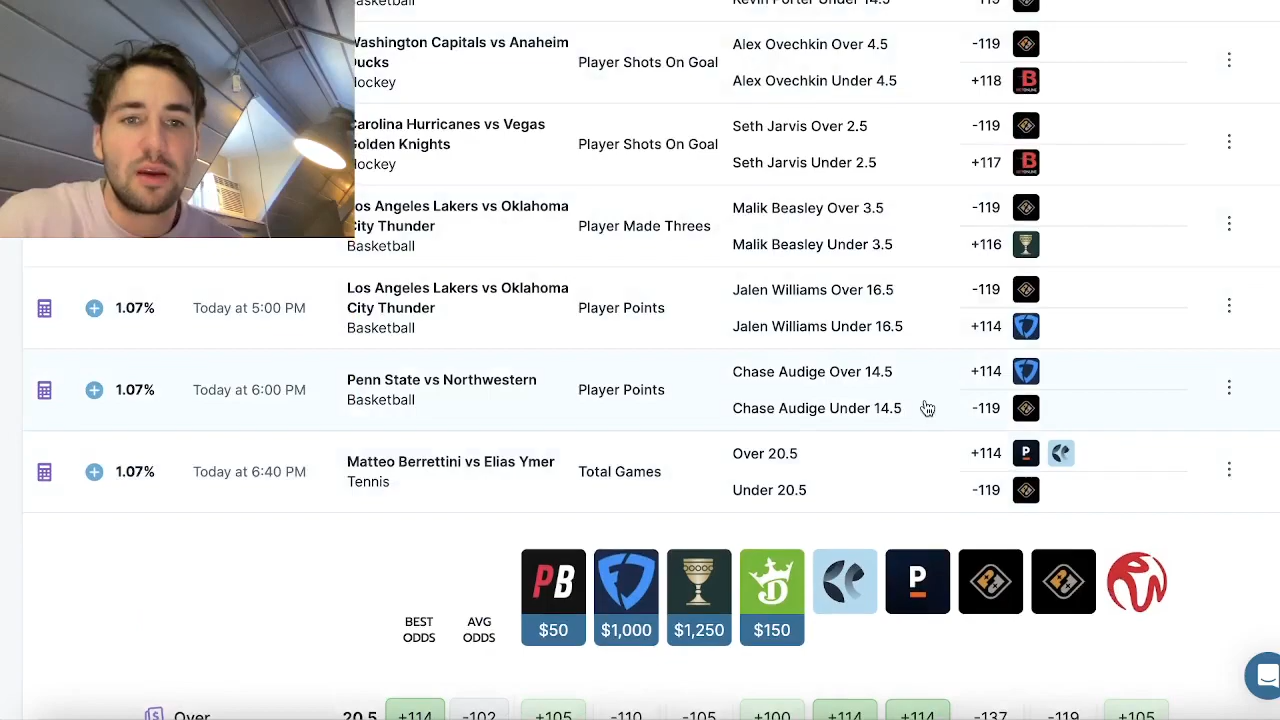 Basketball
Washington Capitals vs Anaheim
Ducks
Hockey
Player Shots On Goal
Alex Ovechkin Over 4.5
-119
Alex Ovechkin Under 4.5
+118
B
BETONLINE
Carolina Hurricanes vs Vegas
Golden Knights
Hockey
Player Shots On Goal
Seth Jarvis Over 2.5
-119
Seth Jarvis Under 2.5
+117
B
BETONLINE
Los Angeles Lakers vs Oklahoma
City Thunder
Basketball
Player Made Threes
Malik Beasley Over 3.5
-119
Malik Beasley Under 3.5
+116
1.07%
Today at 5:00 PM
Los Angeles Lakers vs Oklahoma
City Thunder
Basketball
Player Points
Jalen Williams Over 16.5
-119
Jalen Williams Under 16.5
+114
1.07%
Today at 6:00 PM
Penn State vs Northwestern
Basketball
Player Points
Chase Audige Over 14.5
+114
Chase Audige Under 14.5
-119
1.07%
Today at 6:40 PM
Matteo Berrettini vs Elias Ymer
Tennis
Total Games
Over 20.5
+114
P
Under 20.5
-119
BEST
ODDS
AVG
ODDS
PB
$50
$1,000
$1,250
D
$150
P
Over
20.5
+114
-102
+105
-110
-105
+100
+114
+114
-137
-119
+105